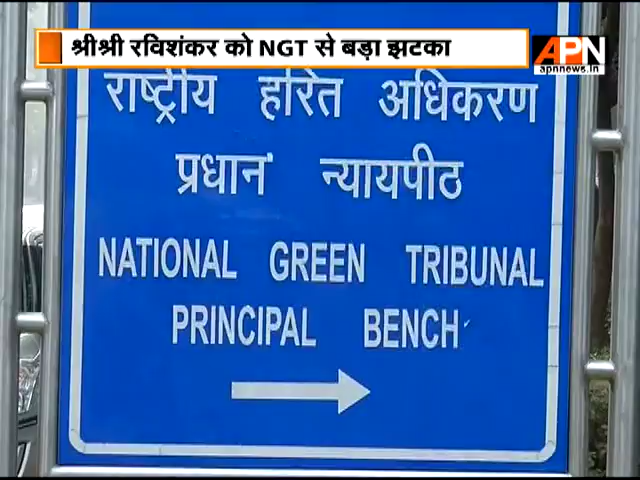 श्रीश्री रविशंकर को NGT से बड़ा झटका
APN
apnnews.in
राष्ट्रीय हरित अधिकरण
प्रधान न्यायपीठ
NATIONAL GREEN TRIBUNAL
PRINCIPAL BENCH